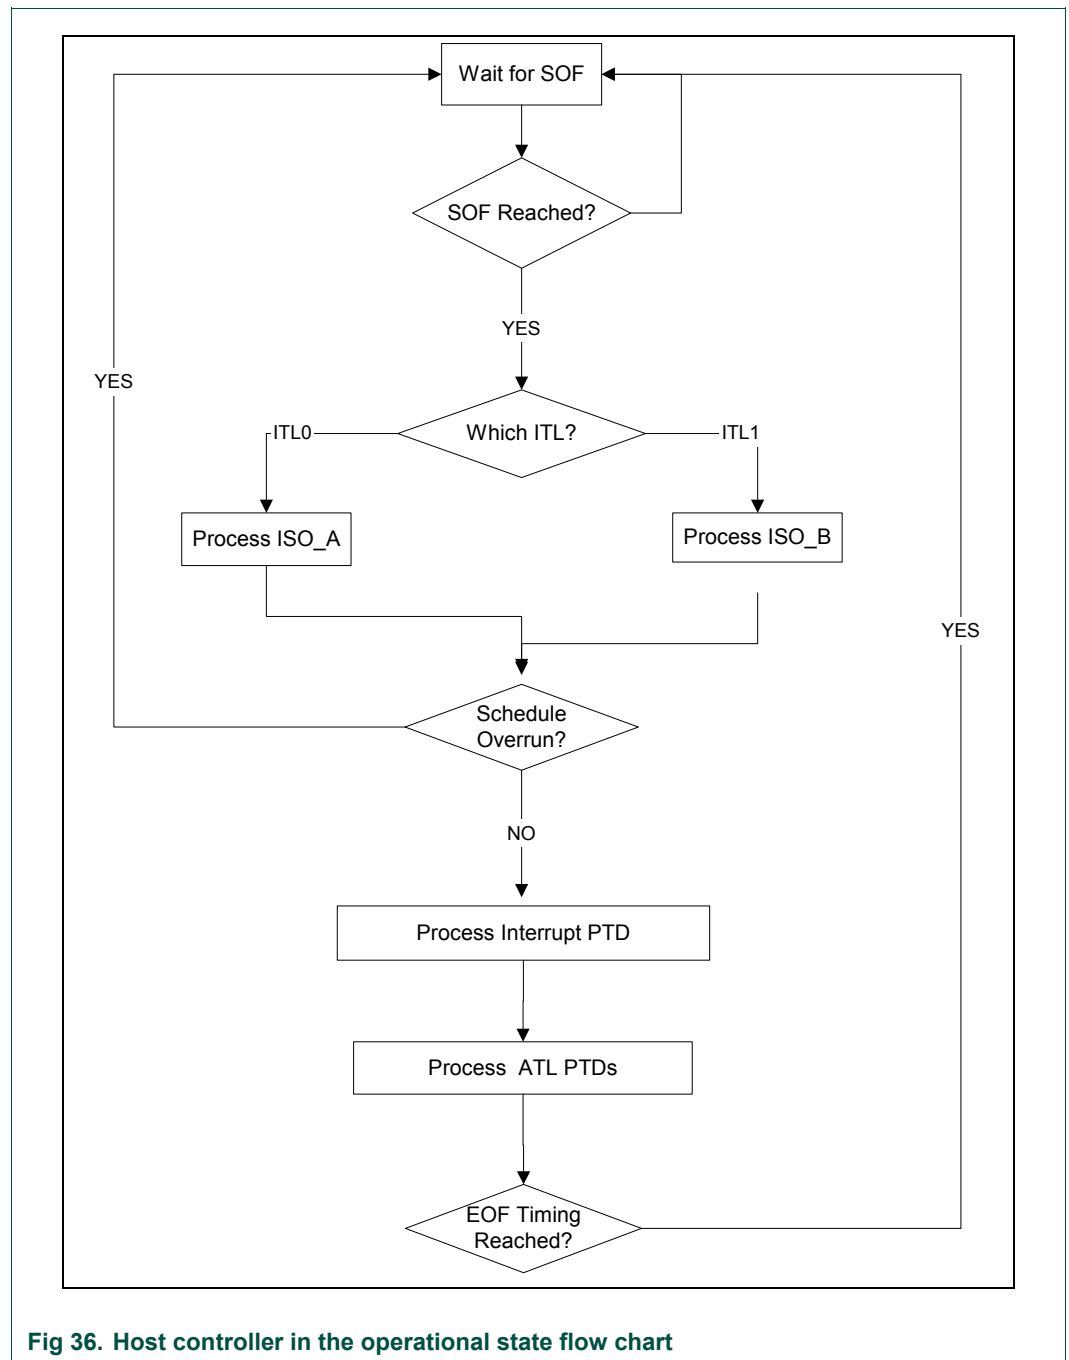 Wait for SOF
SOF Reached?
YES
YES
Which ITL?
ITL0
ITL1
Process ISO_A
Process ISO_B
YES
Schedule
Overrun?
NO
Process Interrupt PTD
Process ATL PTDs
EOF Timing
Reached?
Fig 36. Host controller in the operational state flow chart